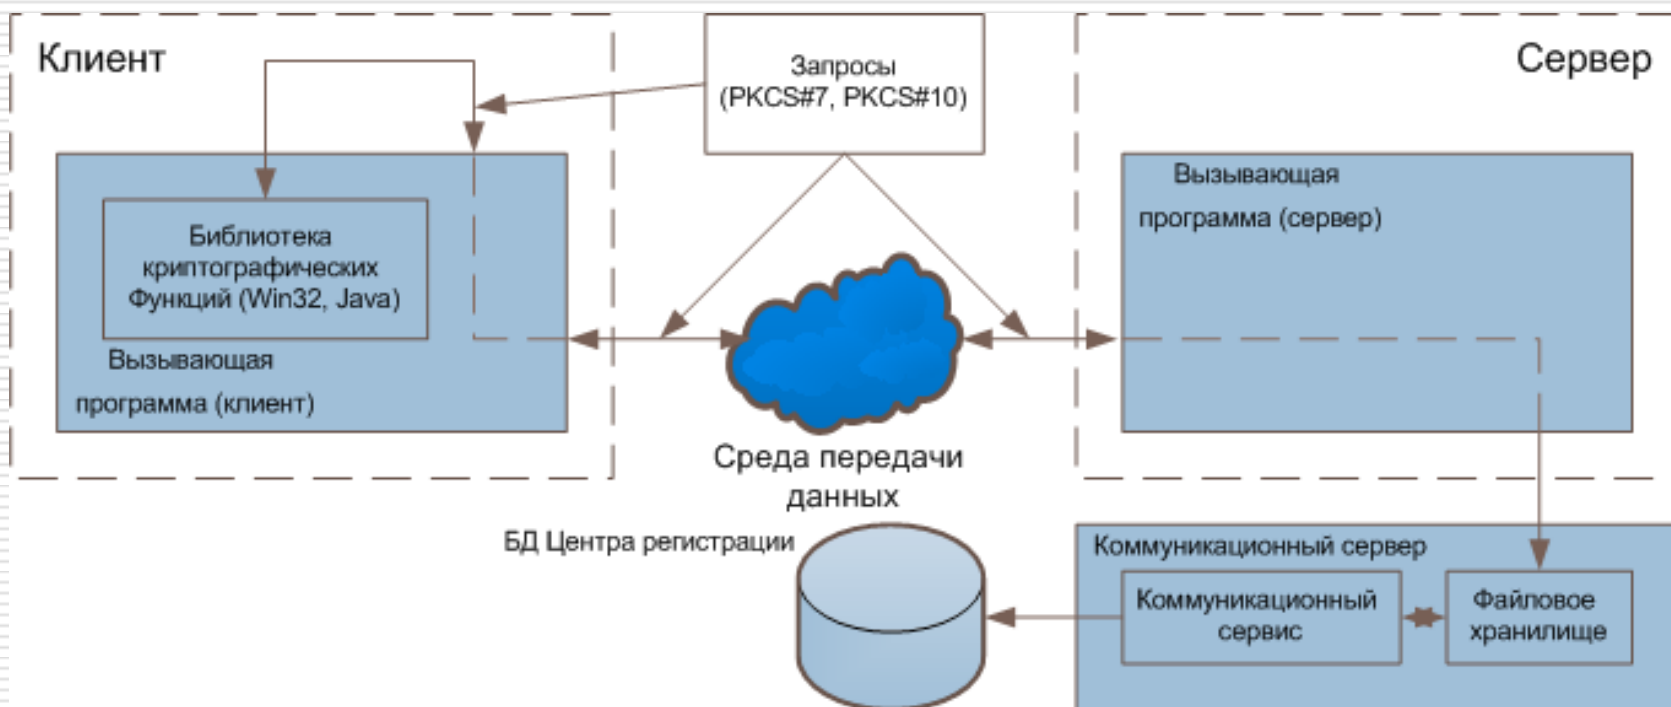 Клиент
Запросы
(PKCS#7, PKCS#10)
Сервер
Библиотека
криптографических
Функций (Win32, Java)
Вызывающая
программа (клиент)
Вызывающая
программа (сервер)
Среда передачи
данных
БД Центра регистрации
Коммуникационный сервер
Коммуникационный
сервис
Файловое
хранилище